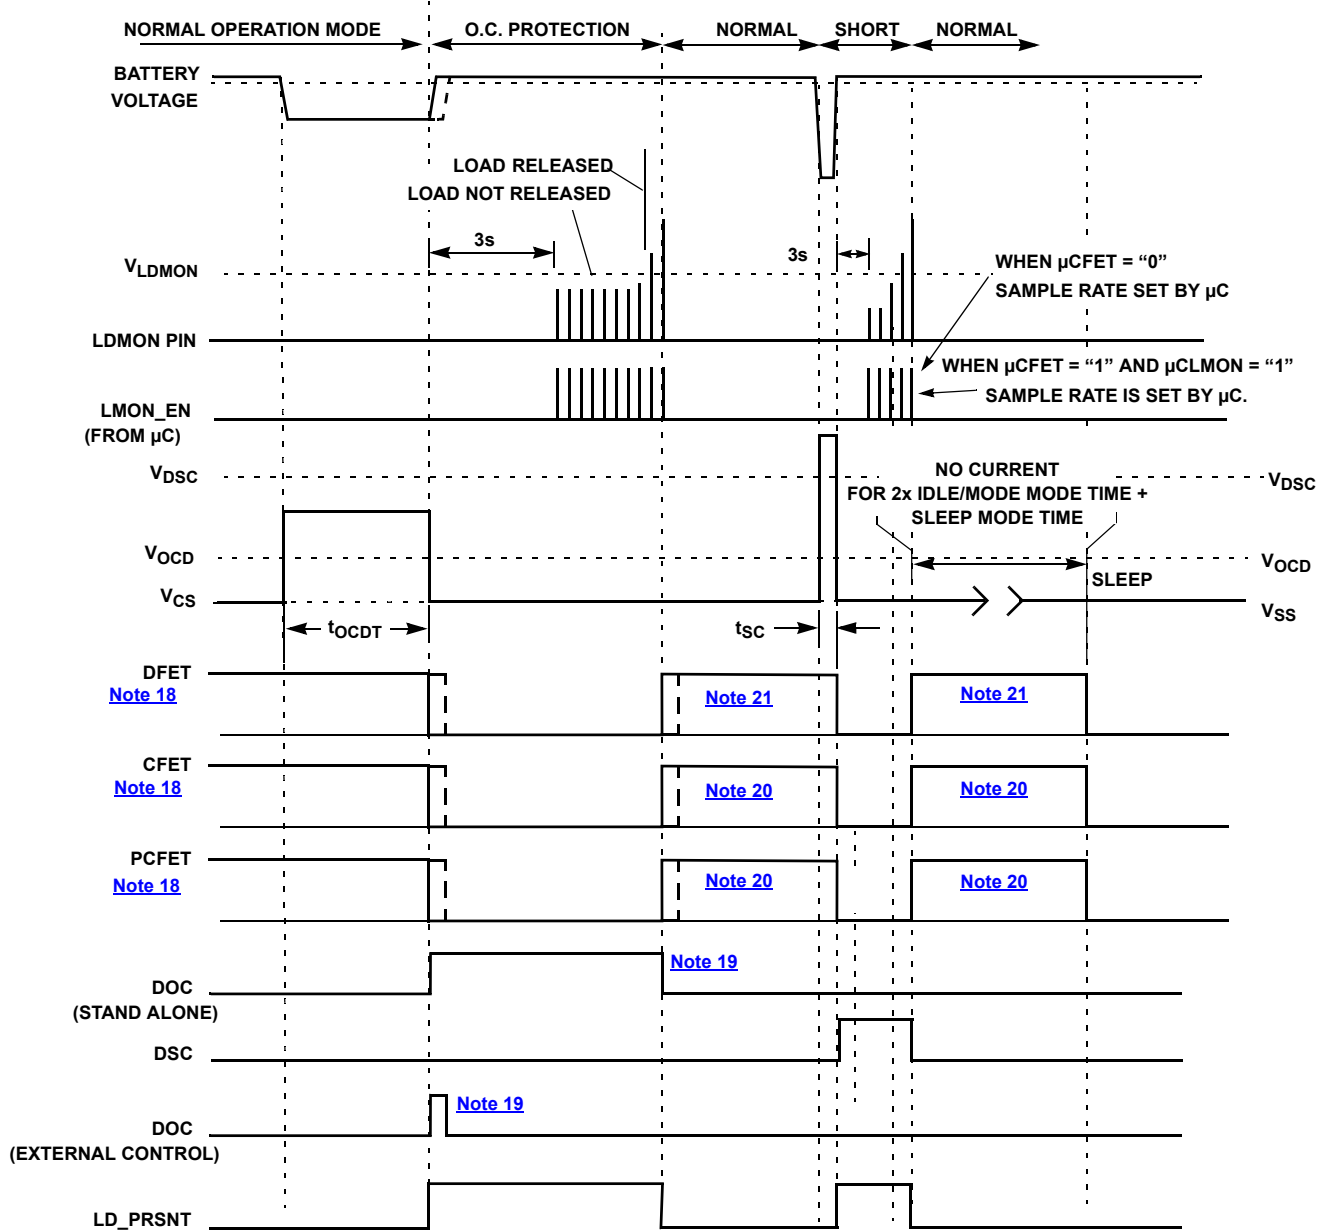 NORMAL OPERATION MODE
O.C. PROTECTION
NORMAL
SHORT
NORMAL
BATTERY
VOLTAGE
LOAD RELEASED
LOAD NOT RELEASED
3s
3s
VLDMON
WHEN µCFET = “0”
SAMPLE RATE SET BY µC
LDMON PIN
WHEN µCFET = “1” AND µCLMON = “1”
SAMPLE RATE IS SET BY µC.
LMON_EN
(FROM µC)
VDSC
NO CURRENT
FOR 2x IDLE/MODE MODE TIME +
SLEEP MODE TIME
VDSC
VOCD
VOCD
SLEEP
VCS
VSS
tOCDT
tSC
DFET
Note 18
Note 21
Note 21
CFET
Note 18
Note 20
Note 20
PCFET
Note 18
Note 20
Note 20
Note 19
DOC
(STAND ALONE)
DSC
Note 19
DOC
(EXTERNAL CONTROL)
LD_PRSNT